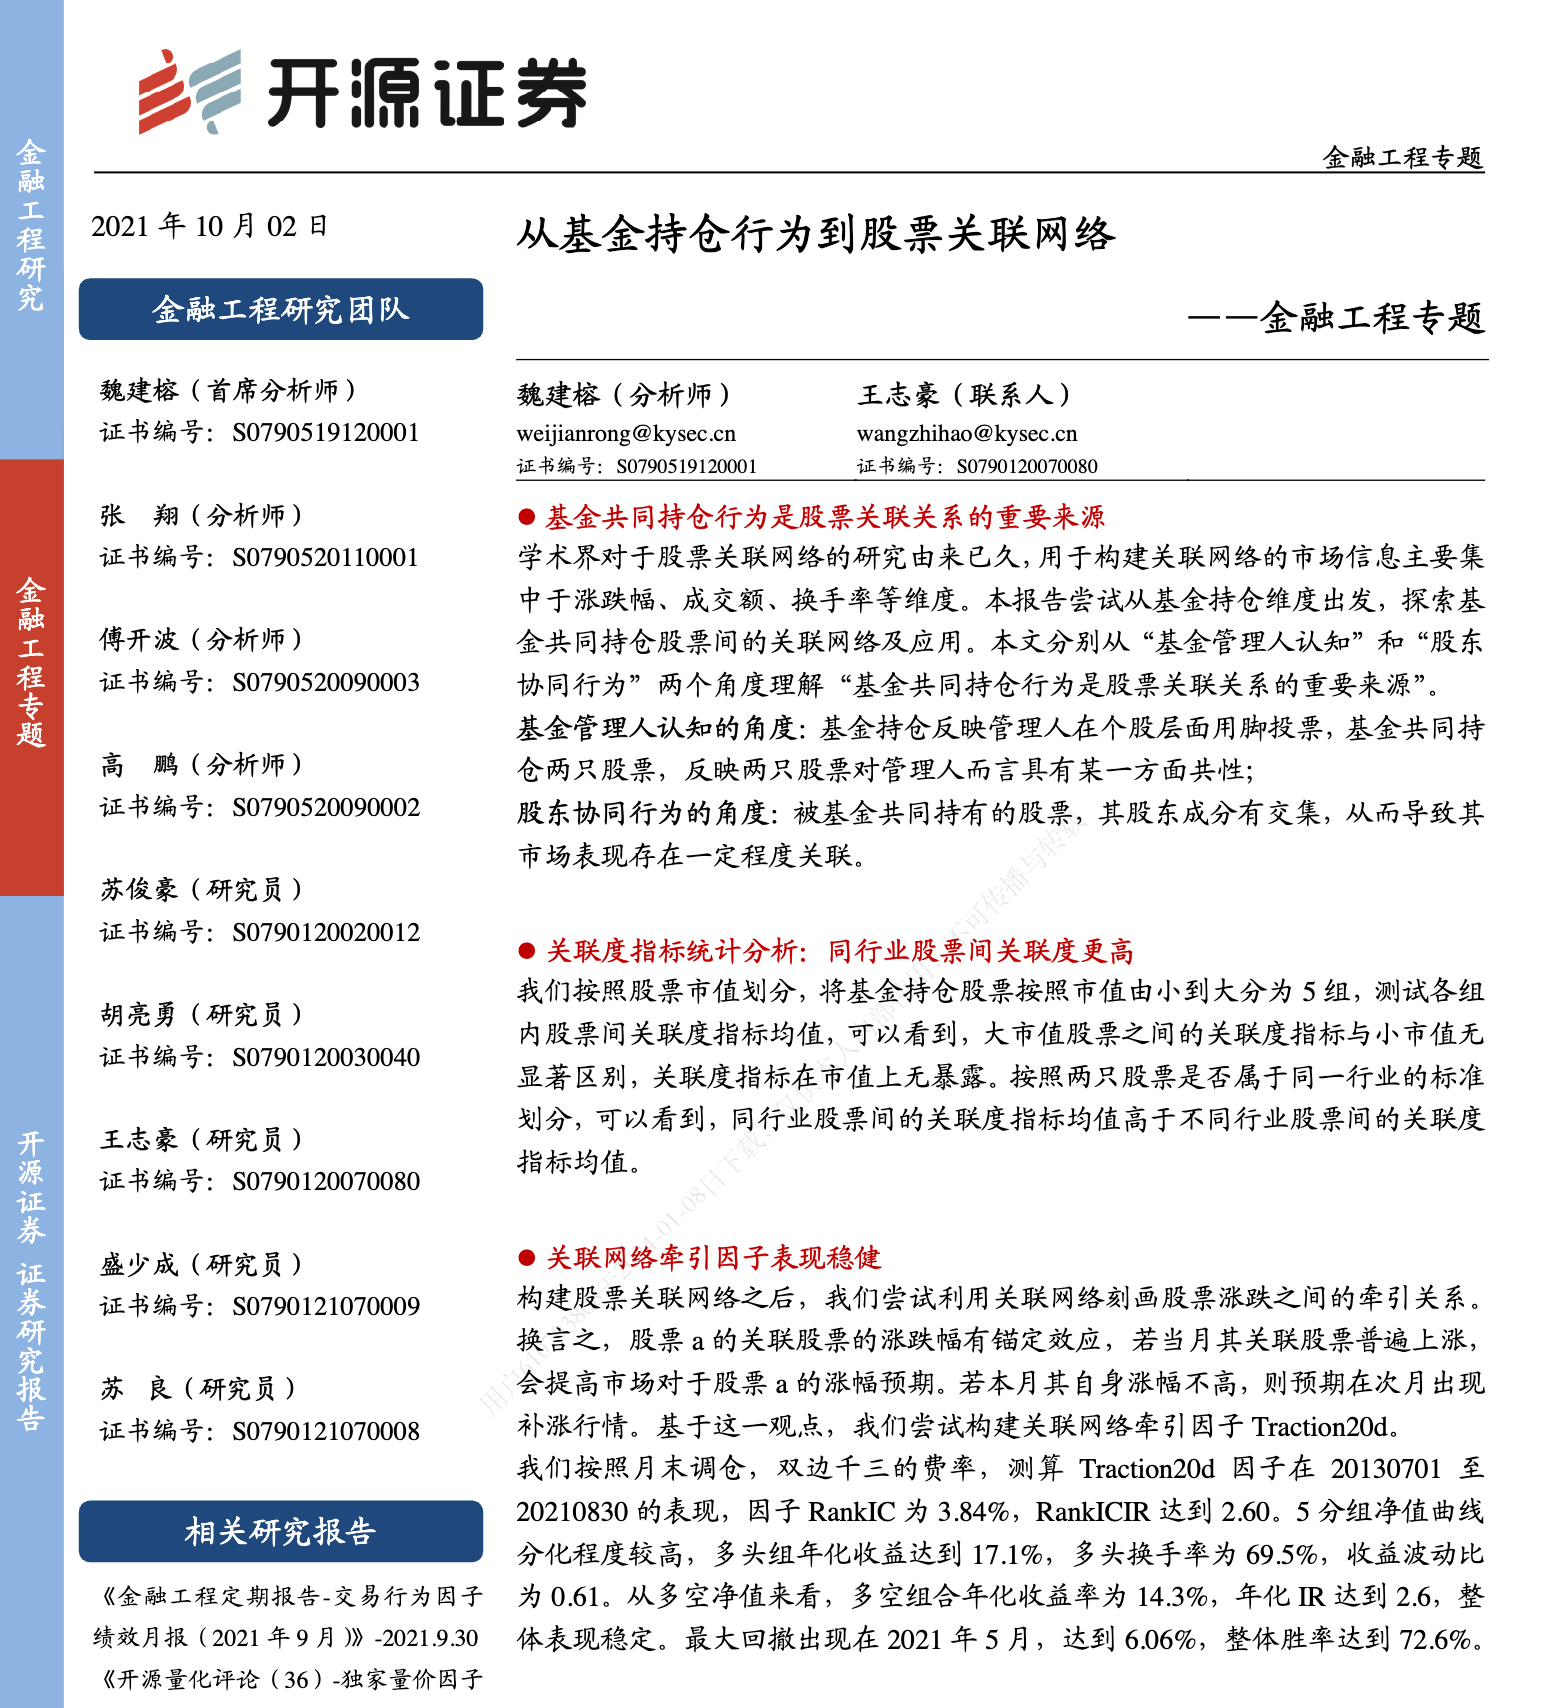 开源证券
金融工程专题
金融工程研究
金融工程专题
开源证券 证券研究报告
2021 年 10 月 02 日
金融工程研究团队
魏建榕（首席分析师）
证书编号：S0790519120001
张　翔（分析师）
证书编号：S0790520110001
傅开波（分析师）
证书编号：S0790520090003
高　鹏（分析师）
证书编号：S0790520090002
苏俊豪（研究员）
证书编号：S0790120020012
胡亮勇（研究员）
证书编号：S0790120030040
王志豪（研究员）
证书编号：S0790120070080
盛少成（研究员）
证书编号：S0790121070009
苏　良（研究员）
证书编号：S0790121070008
相关研究报告
《金融工程定期报告-交易行为因子
绩效月报（2021 年 9 月）》-2021.9.30
《开源量化评论（36）-独家量价因子
从基金持仓行为到股票关联网络
——金融工程专题
魏建榕（分析师）　王志豪（联系人）
weijianrong@kysec.cn　wangzhihao@kysec.cn
证书编号：S0790519120001　证书编号：S0790120070080
● 基金共同持仓行为是股票关联关系的重要来源
学术界对于股票关联网络的研究由来已久，用于构建关联网络的市场信息主要集
中于涨跌幅、成交额、换手率等维度。本报告尝试从基金持仓维度出发，探索基
金共同持仓股票间的关联网络及应用。本文分别从“基金管理人认知”和“股东
协同行为”两个角度理解“基金共同持仓行为是股票关联关系的重要来源”。
基金管理人认知的角度：基金持仓反映管理人在个股层面用脚投票，基金共同持
仓两只股票，反映两只股票对管理人而言具有某一方面共性；
股东协同行为的角度：被基金共同持有的股票，其股东成分有交集，从而导致其
市场表现存在一定程度关联。
● 关联度指标统计分析：同行业股票间关联度更高
我们按照股票市值划分，将基金持仓股票按照市值由小到大分为 5 组，测试各组
内股票间关联度指标均值，可以看到，大市值股票之间的关联度指标与小市值无
显著区别，关联度指标在市值上无暴露。按照两只股票是否属于同一行业的标准
划分，可以看到，同行业股票间的关联度指标均值高于不同行业股票间的关联度
指标均值。
● 关联网络牵引因子表现稳健
构建股票关联网络之后，我们尝试利用关联网络刻画股票涨跌之间的牵引关系。
换言之，股票 a 的关联股票的涨跌幅有锚定效应，若当月其关联股票普遍上涨，
会提高市场对于股票 a 的涨幅预期。若本月其自身涨幅不高，则预期在次月出现
补涨行情。基于这一观点，我们尝试构建关联网络牵引因子 Traction20d。
我们按照月末调仓，双边千三的费率，测算 Traction20d 因子在 20130701 至
20210830 的表现，因子 RankIC 为 3.84%，RankICIR 达到 2.60。5 分组净值曲线
分化程度较高，多头组年化收益达到 17.1%，多头换手率为 69.5%，收益波动比
为 0.61。从多空净值来看，多空组合年化收益率为 14.3%，年化 IR 达到 2.6，整
体表现稳定。最大回撤出现在 2021 年 5 月，达到 6.06%，整体胜率达到 72.6%。